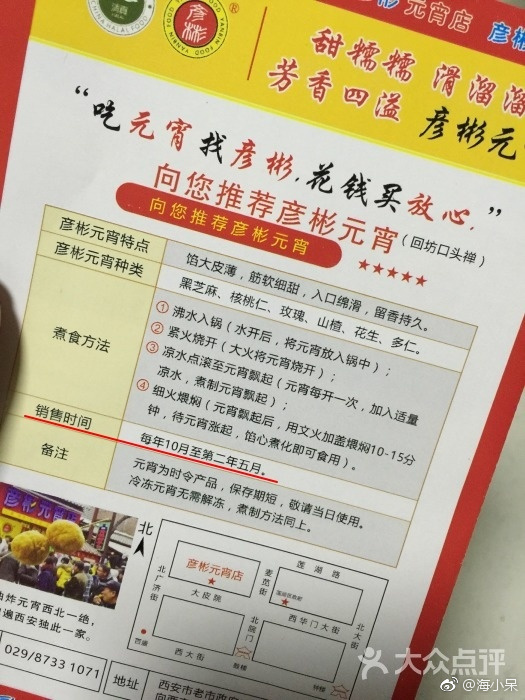 CHINA HALAL FOOD
清真
YANBIN FOOD
彦彬
®
彦彬元宵店
甜糯糯 滑溜溜
芳香四溢 彦彬元
“吃元宵找彦彬，花钱买放心。”
向您推荐彦彬元宵(回坊口头禅)
向您推荐彦彬元宵
★★★★★
彦彬元宵特点
馅大皮薄，筋软细甜，入口绵滑，留香持久。
彦彬元宵种类
黑芝麻、核桃仁、玫瑰、山楂、花生、多仁。
煮食方法
①沸水入锅（水开后，将元宵放入锅中）；
②紧火烧开（大火将元宵烧开）；
③凉水点滚至元宵飘起（元宵每开一次，加入适量
凉水，煮制元宵飘起）；
④细火煨焖（元宵飘起后，用文火加盖煨焖10-15分
钟，待元宵涨起，馅心煮化即可食用）。
销售时间
每年10月至第二年五月。
备注
元宵为时令产品，保存期短，敬请当日使用。
冷冻元宵无需解冻，煮制方法同上。
北
彦彬元宵店
大皮院
北广济街
麦苋街
莲湖路
西华门大街
北大街
北院门
西大街
鼓楼
钟楼
油炸元宵西北一绝，
遍西安独此一家。
029/8733 1071
地址
西安市老市政府
大众点评
@海小呆